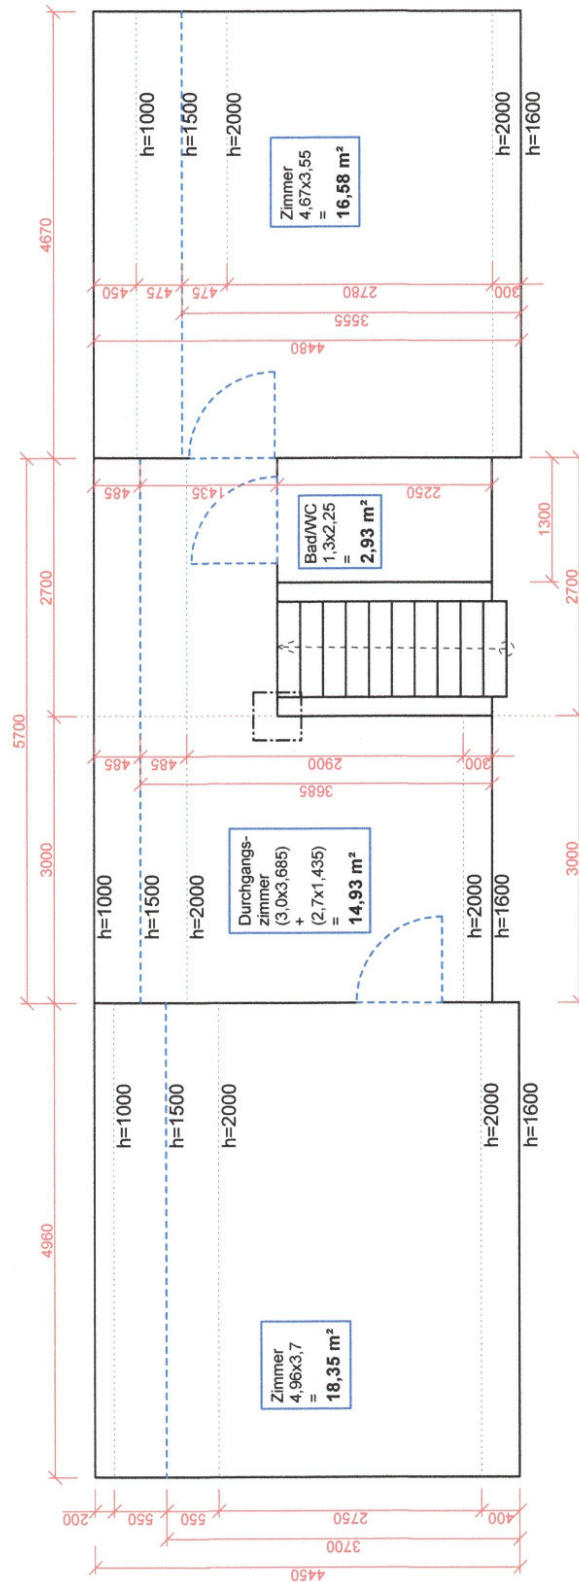 5700
4960
3000
2700
4670
h=1000
h=1500
h=2000
h=2000
h=1600
Zimmer
4,96x3,7
=
18,35 m²
200
550
550
2750
400
3700
4450
h=1000
h=1500
h=2000
h=2000
h=1600
Durchgangs-
zimmer
(3,0x3,685)
+
(2,7x1,435)
=
14,93 m²
485
485
2900
300
3685
Bad/WC
1,3x2,25
=
2,93 m²
485
1435
2250
1300
3000
2700
h=1000
h=1500
h=2000
h=2000
h=1600
Zimmer
4,67x3,55
=
16,58 m²
450
475
475
2780
300
3555
4480